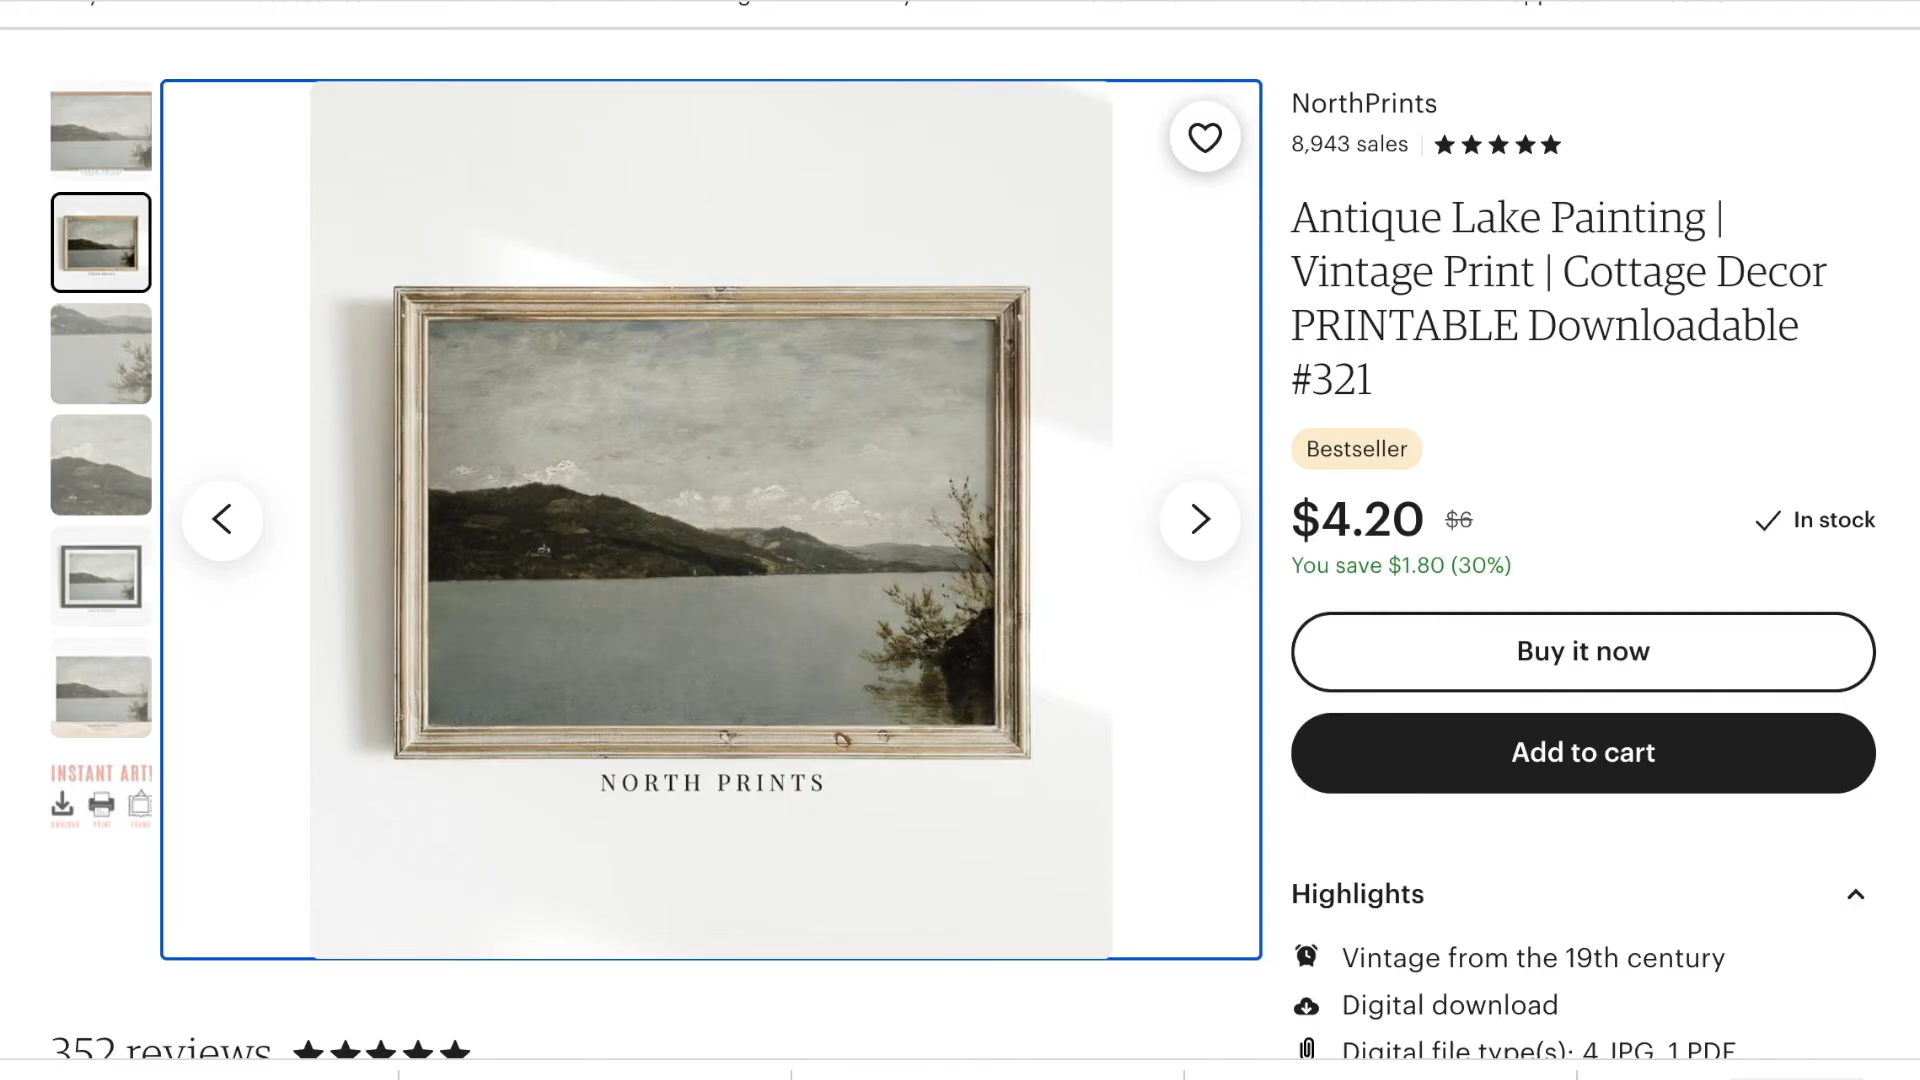 NorthPrints
8,943 sales
Antique Lake Painting |
Vintage Print | Cottage Decor
PRINTABLE Downloadable
#321
Bestseller
$4.20 $6
In stock
You save $1.80 (30%)
Buy it now
Add to cart
NORTH PRINTS
INSTANT ART!
Highlights
Vintage from the 19th century
Digital download
Digital file type(s): 4 JPG, 1 PDF
352 reviews